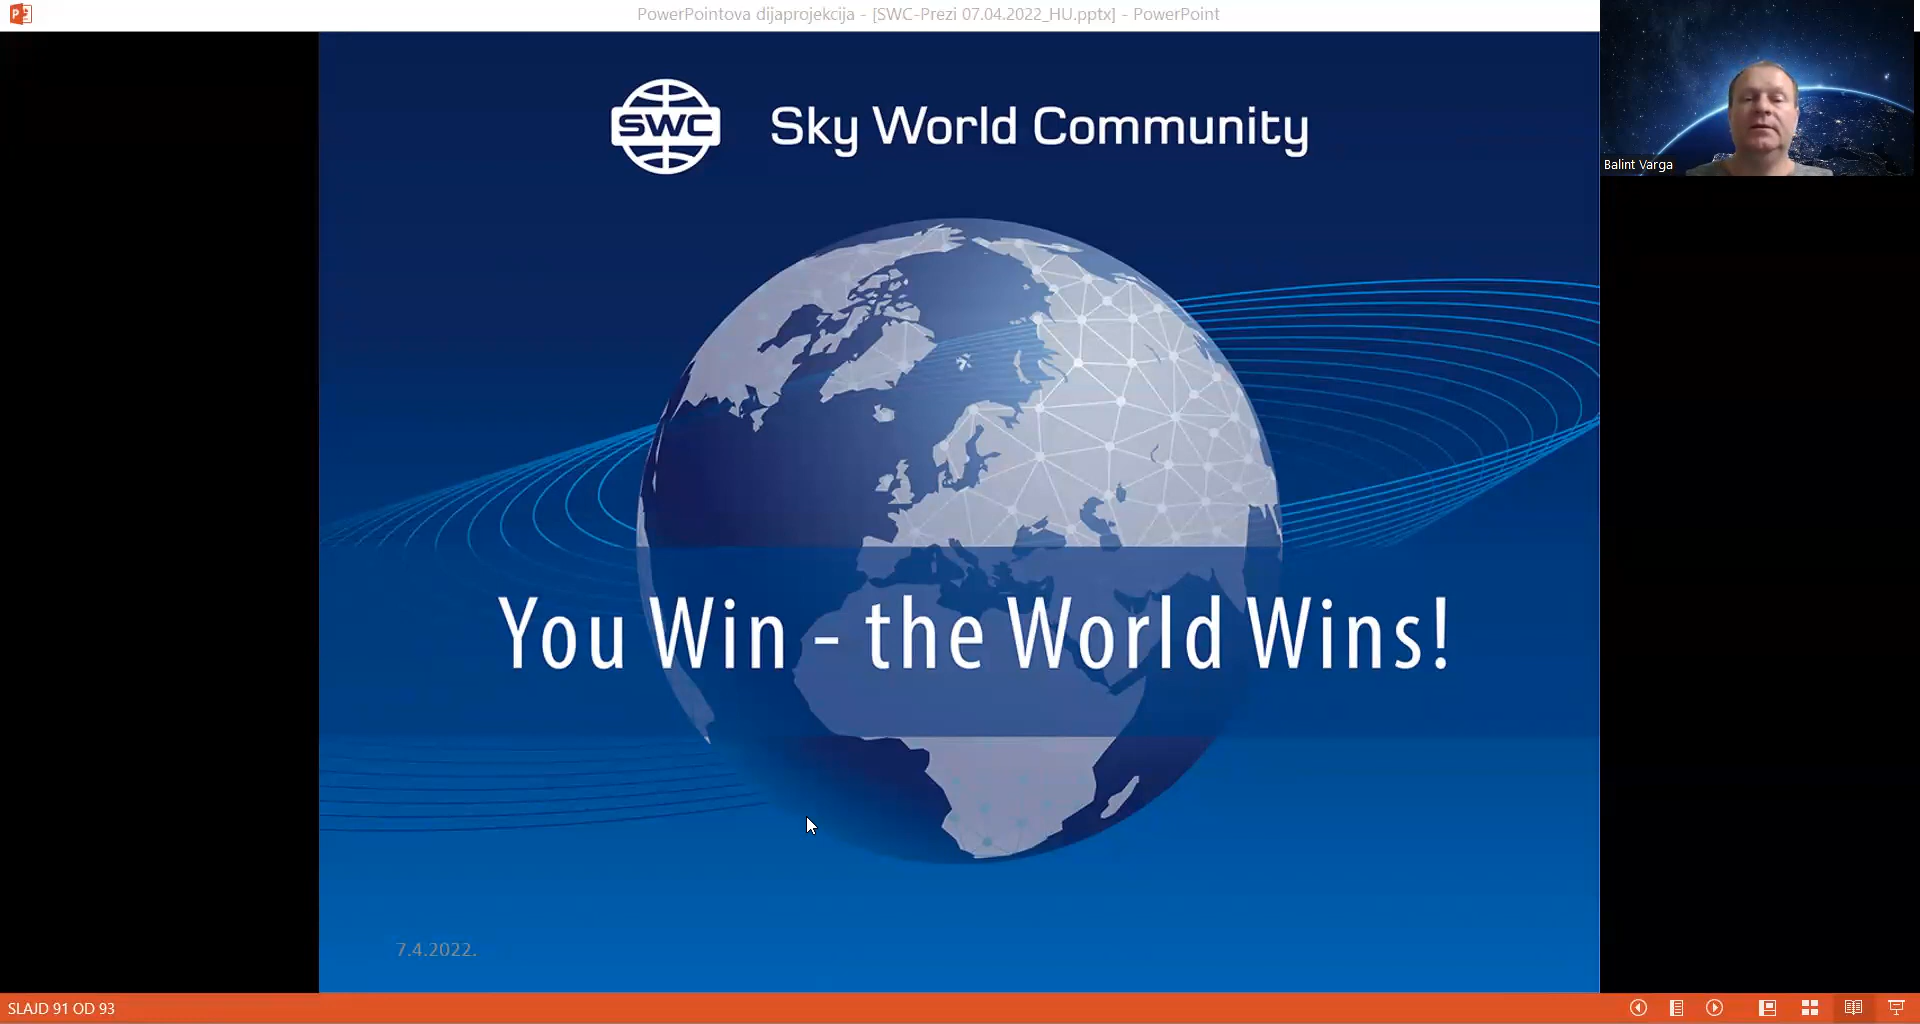 PowerPointova dijaprojekcija - [SWC-Prezi 07.04.2022_HU.pptx] - PowerPoint
SWC
Sky World Community
Balint Varga
You Win - the World Wins!
7.4.2022.
SLAJD 91 OD 93